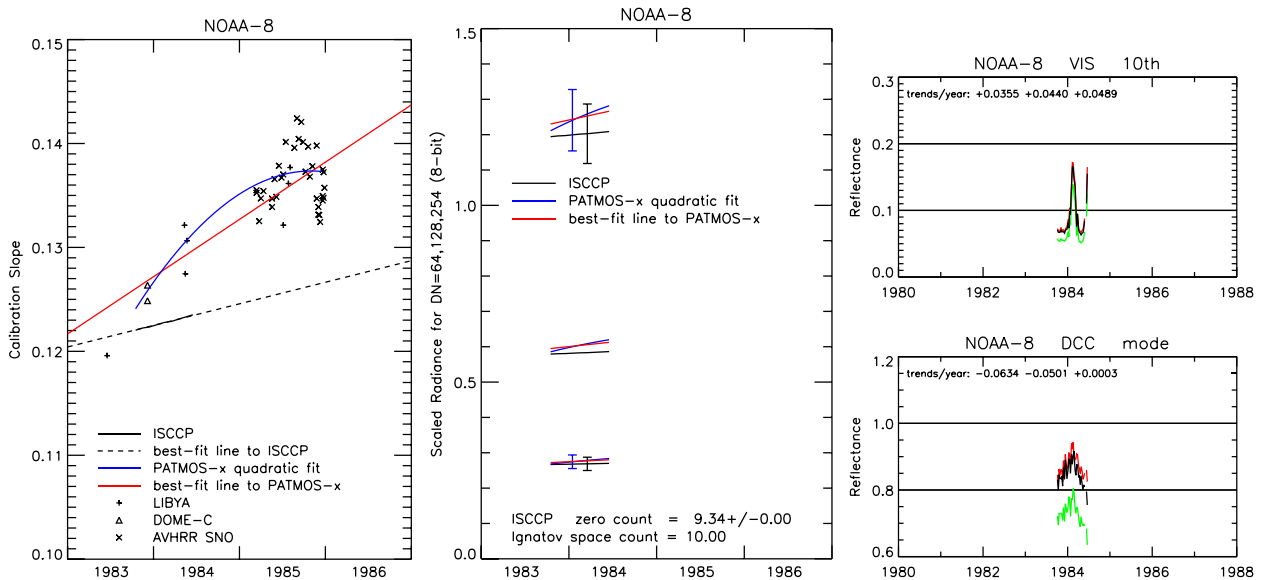 NOAA-8
0.15
0.14
0.13
0.12
0.11
0.10
Calibration Slope
ISCCP
best-fit line to ISCCP
PATMOS-x quadratic fit
best-fit line to PATMOS-x
LIBYA
DOME-C
AVHRR SNO
1983 1984 1985 1986
NOAA-8
1.5
1.0
0.5
0.0
Scaled Radiance for DN=64,128,254 (8-bit)
ISCCP
PATMOS-x quadratic fit
best-fit line to PATMOS-x
ISCCP zero count = 9.34+/-0.00
Ignatov space count = 10.00
1983 1984 1985 1986
NOAA-8 VIS 10th
trends/year: +0.0355 +0.0440 +0.0489
0.3
0.2
0.1
0.0
Reflectance
1980 1982 1984 1986 1988
NOAA-8 DCC mode
trends/year: -0.0634 -0.0501 +0.0003
1.2
1.0
0.8
0.6
Reflectance
1980 1982 1984 1986 1988